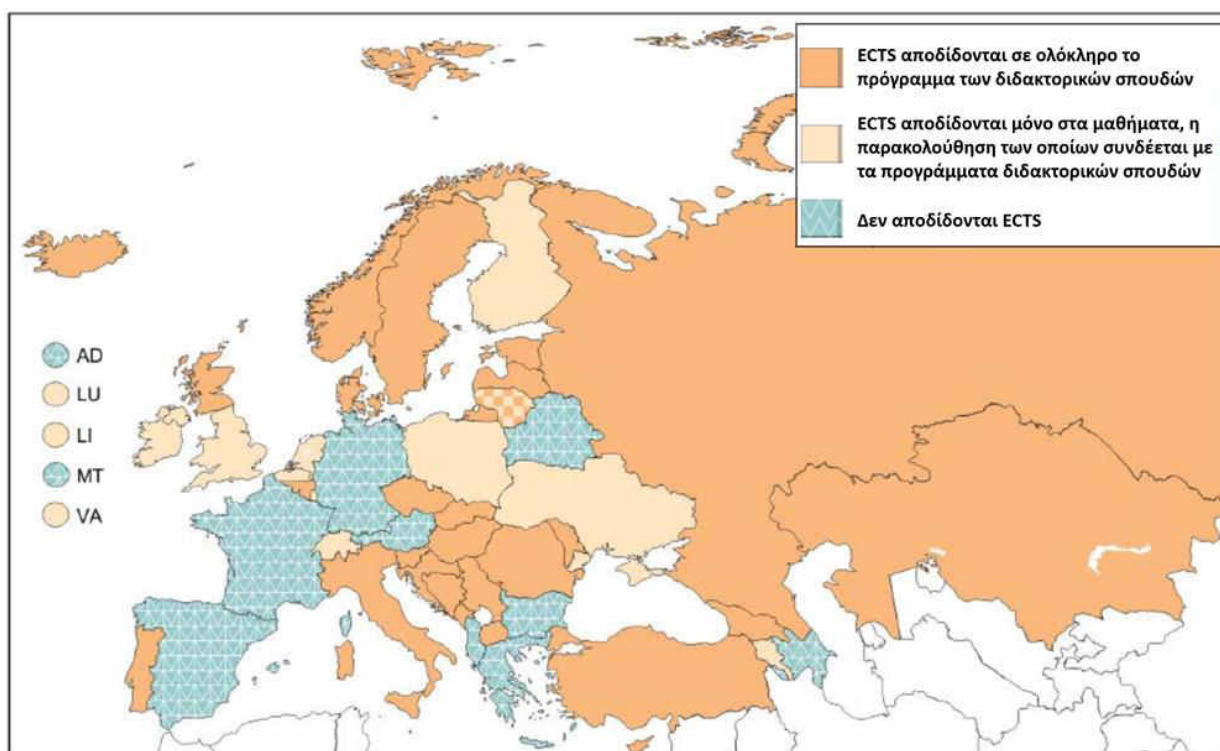 ECTS αποδίδονται σε ολόκληρο το
πρόγραμμα των διδακτορικών σπουδών
ECTS αποδίδονται μόνο στα μαθήματα, η
παρακολούθηση των οποίων συνδέεται με
τα προγράμματα διδακτορικών σπουδών
Δεν αποδίδονται ECTS
AD
LU
LI
MT
VA